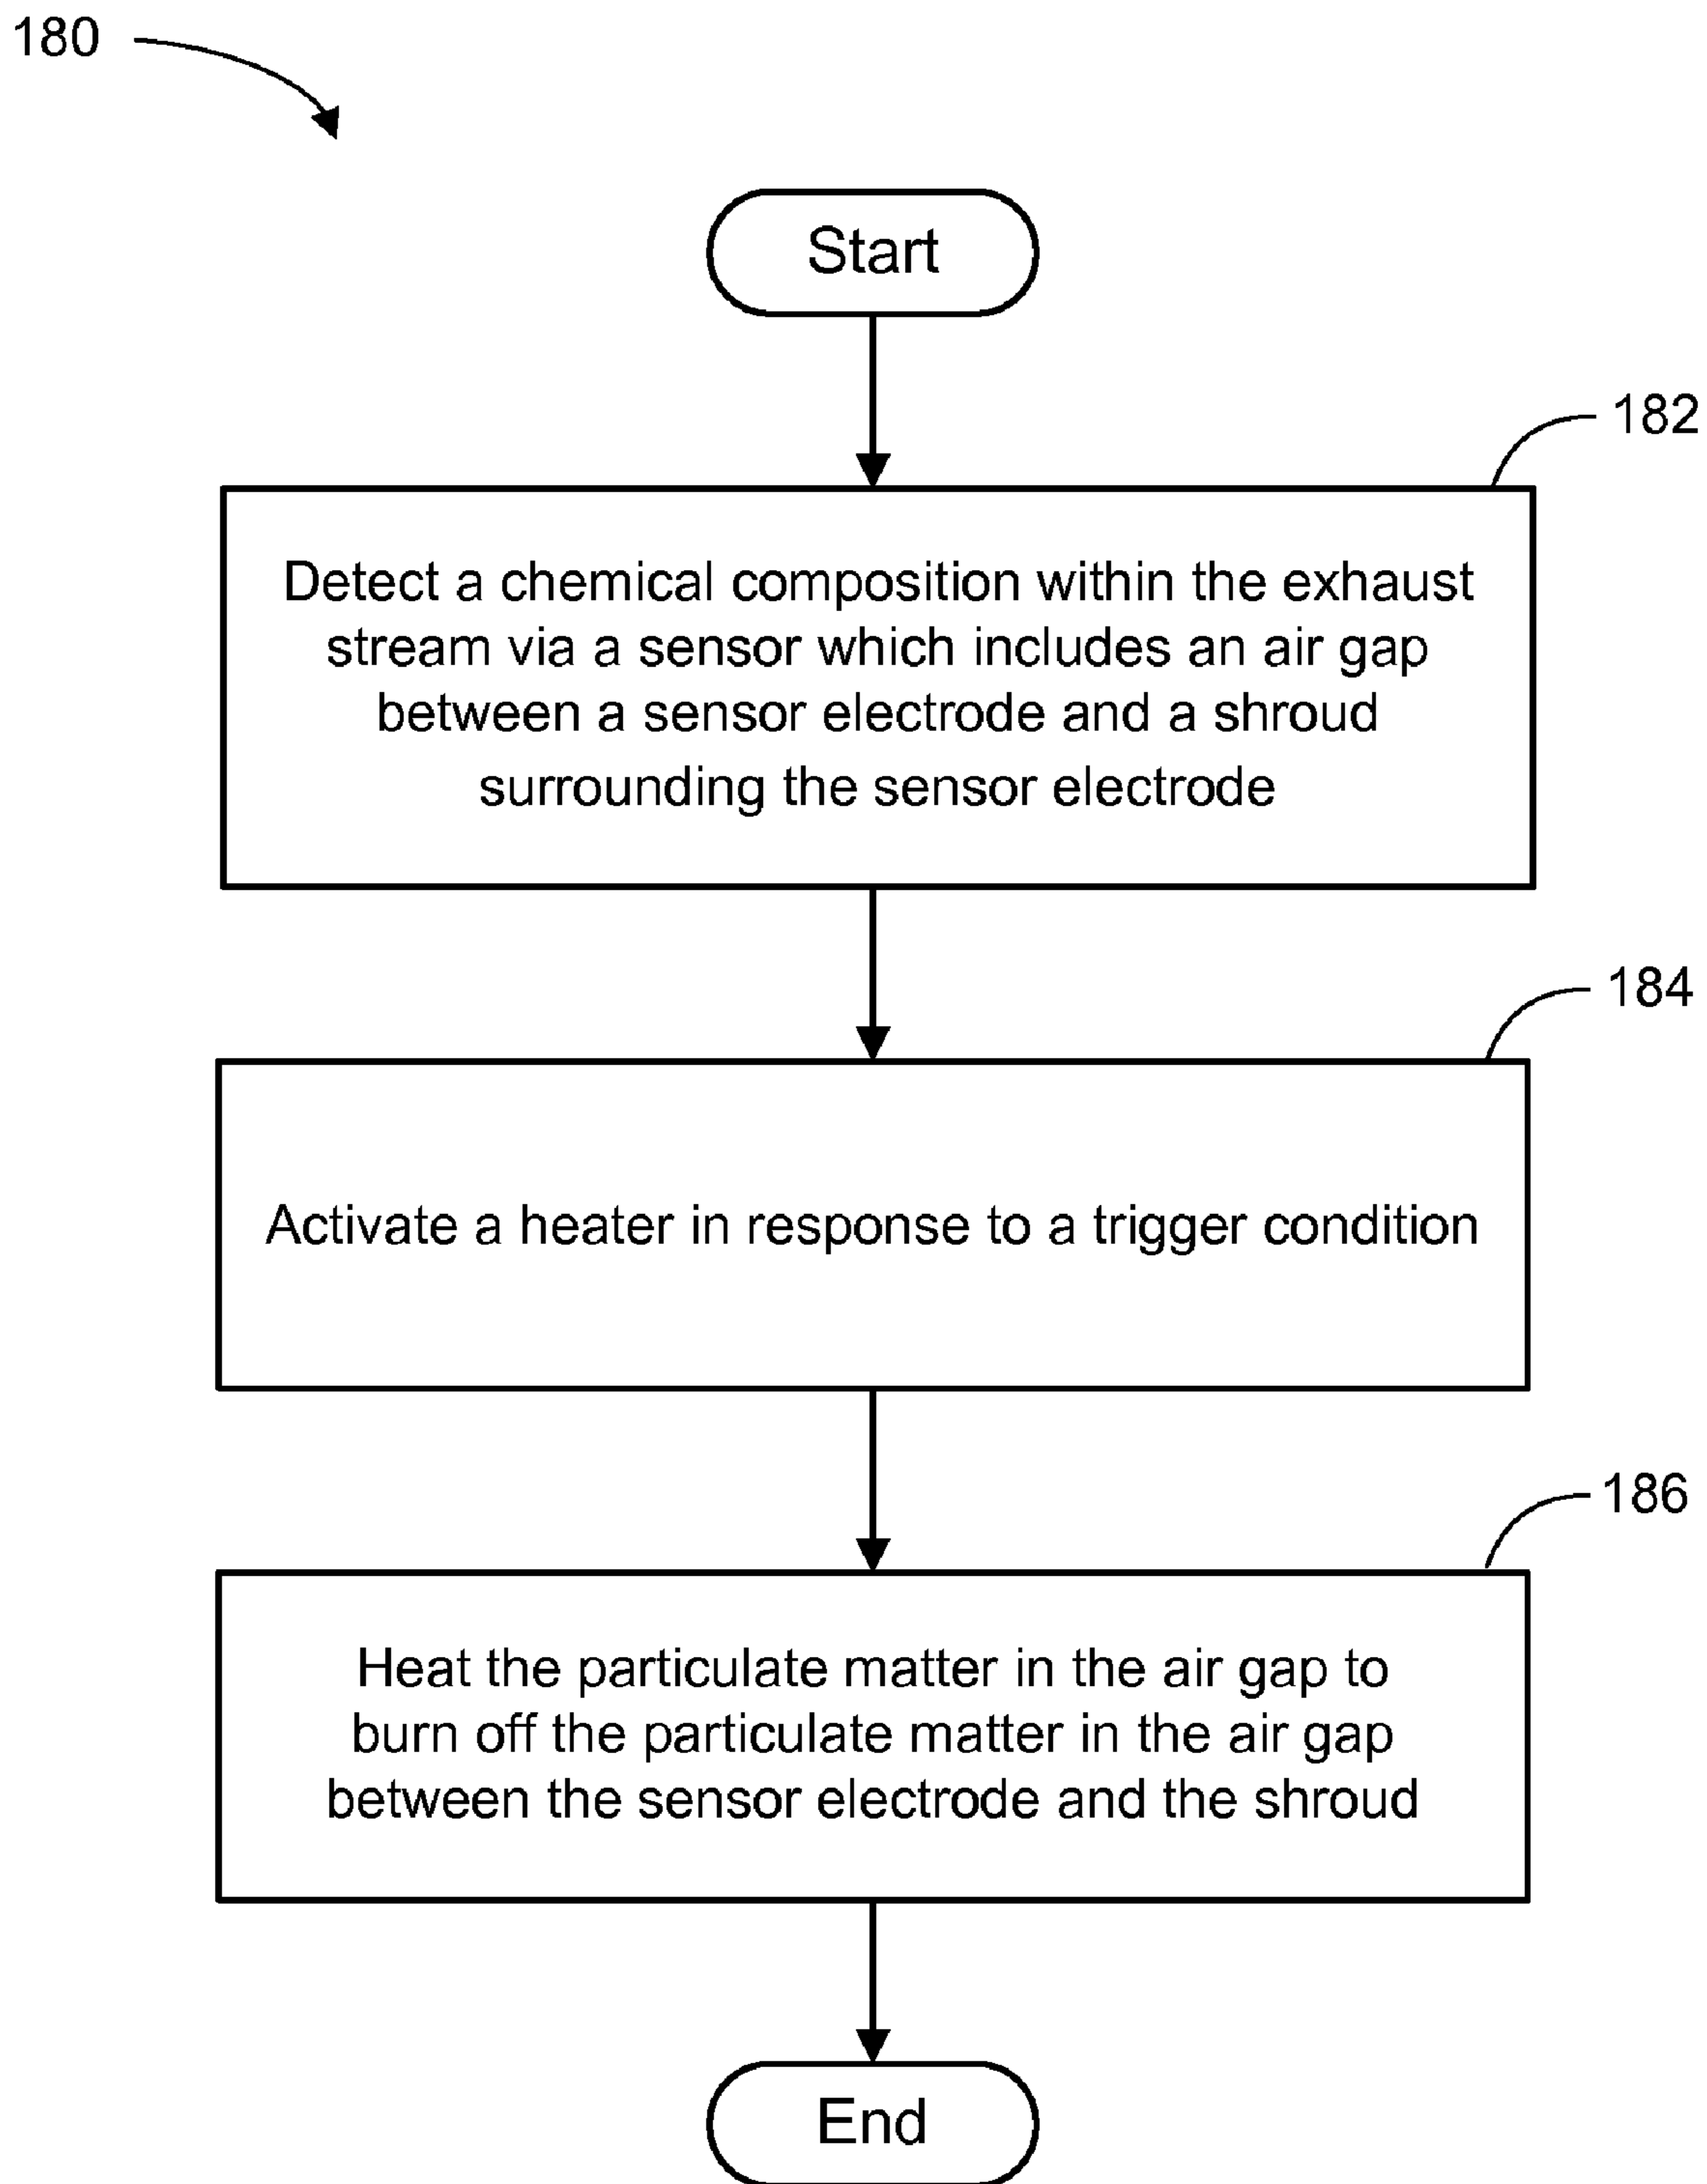 180
Start
182
Detect a chemical composition within the exhaust
stream via a sensor which includes an air gap
between a sensor electrode and a shroud
surrounding the sensor electrode
184
Activate a heater in response to a trigger condition
186
Heat the particulate matter in the air gap to
burn off the particulate matter in the air gap
between the sensor electrode and the shroud
End